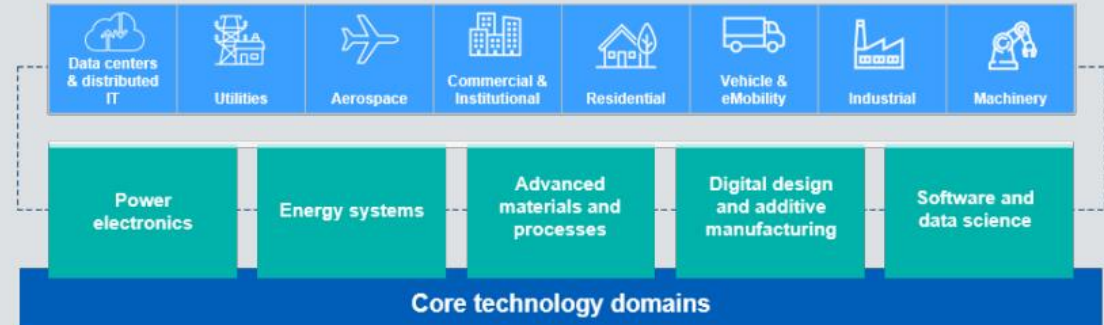 Data centers
& distributed
IT
Utilities
Aerospace
Commercial &
Institutional
Residential
Vehicle &
eMobility
Industrial
Machinery
Power
electronics
Energy systems
Advanced
materials and
processes
Digital design
and additive
manufacturing
Software and
data science
Core technology domains